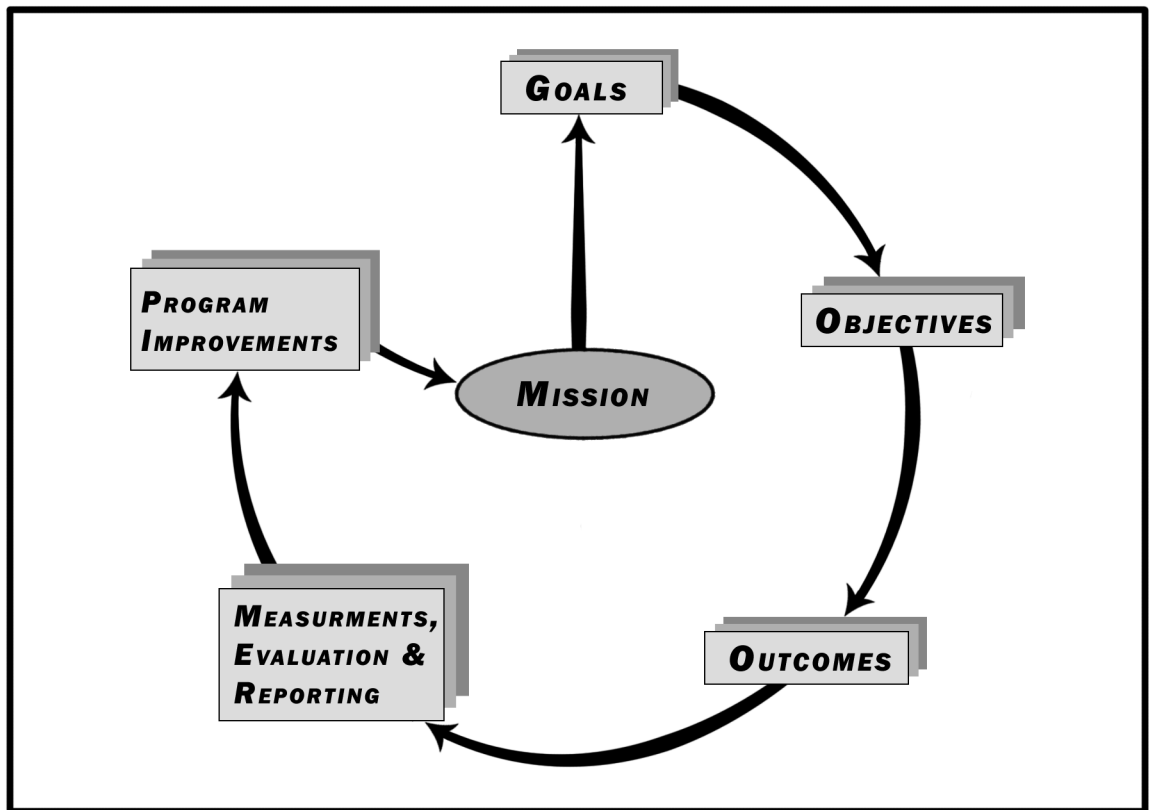 GOALS
OBJECTIVES
OUTCOMES
MEASURMENTS,
EVALUATION &
REPORTING
PROGRAM
IMPROVEMENTS
MISSION